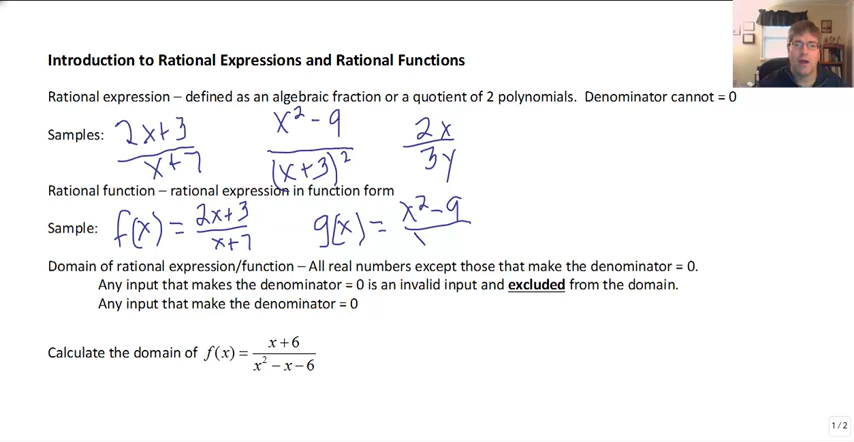 Introduction to Rational Expressions and Rational Functions
Rational expression – defined as an algebraic fraction or a quotient of 2 polynomials. Denominator cannot = 0
Samples: (2x+3)/(x+7) (x²-9)/(x+3)² 2x/3y
Rational function – rational expression in function form
Sample: f(x) = (2x+3)/(x+7) g(x) = x²-9
Domain of rational expression/function – All real numbers except those that make the denominator = 0.
Any input that makes the denominator = 0 is an invalid input and excluded from the domain.
Any input that make the denominator = 0
Calculate the domain of f(x) = (x+6)/(x²-x-6)
1 / 2